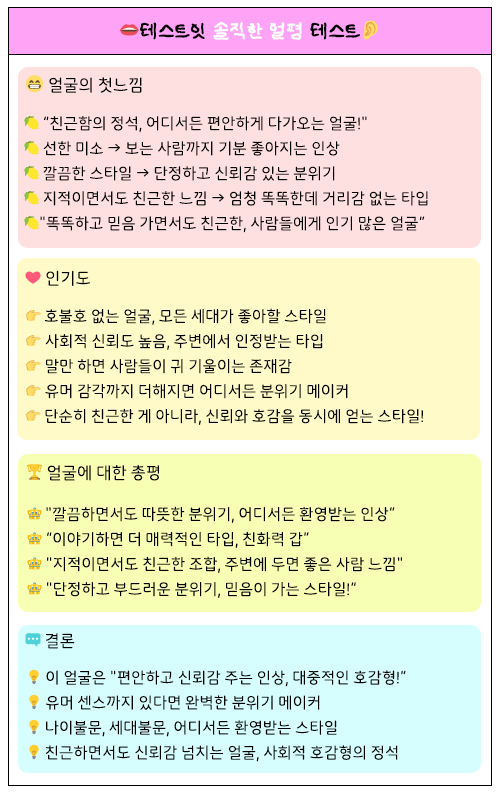 테스트잇 솔직한 얼평 테스트
얼굴의 첫느낌
“친근함의 정석, 어디서든 편안하게 다가오는 얼굴!"
선한 미소 → 보는 사람까지 기분 좋아지는 인상
깔끔한 스타일 → 단정하고 신뢰감 있는 분위기
지적이면서도 친근한 느낌 → 엄청 똑똑한데 거리감 없는 타입
"똑똑하고 믿음 가면서도 친근한, 사람들에게 인기 많은 얼굴“
인기도
호불호 없는 얼굴, 모든 세대가 좋아할 스타일
사회적 신뢰도 높음, 주변에서 인정받는 타입
말만 하면 사람들이 귀 기울이는 존재감
유머 감각까지 더해지면 어디서든 분위기 메이커
단순히 친근한 게 아니라, 신뢰와 호감을 동시에 얻는 스타일!
얼굴에 대한 총평
"깔끔하면서도 따뜻한 분위기, 어디서든 환영받는 인상“
“이야기하면 더 매력적인 타입, 친화력 갑”
"지적이면서도 친근한 조합, 주변에 두면 좋은 사람 느낌"
"단정하고 부드러운 분위기, 믿음이 가는 스타일!“
결론
이 얼굴은 "편안하고 신뢰감 주는 인상, 대중적인 호감형!“
유머 센스까지 있다면 완벽한 분위기 메이커
나이불문, 세대불문, 어디서든 환영받는 스타일
친근하면서도 신뢰감 넘치는 얼굴, 사회적 호감형의 정석